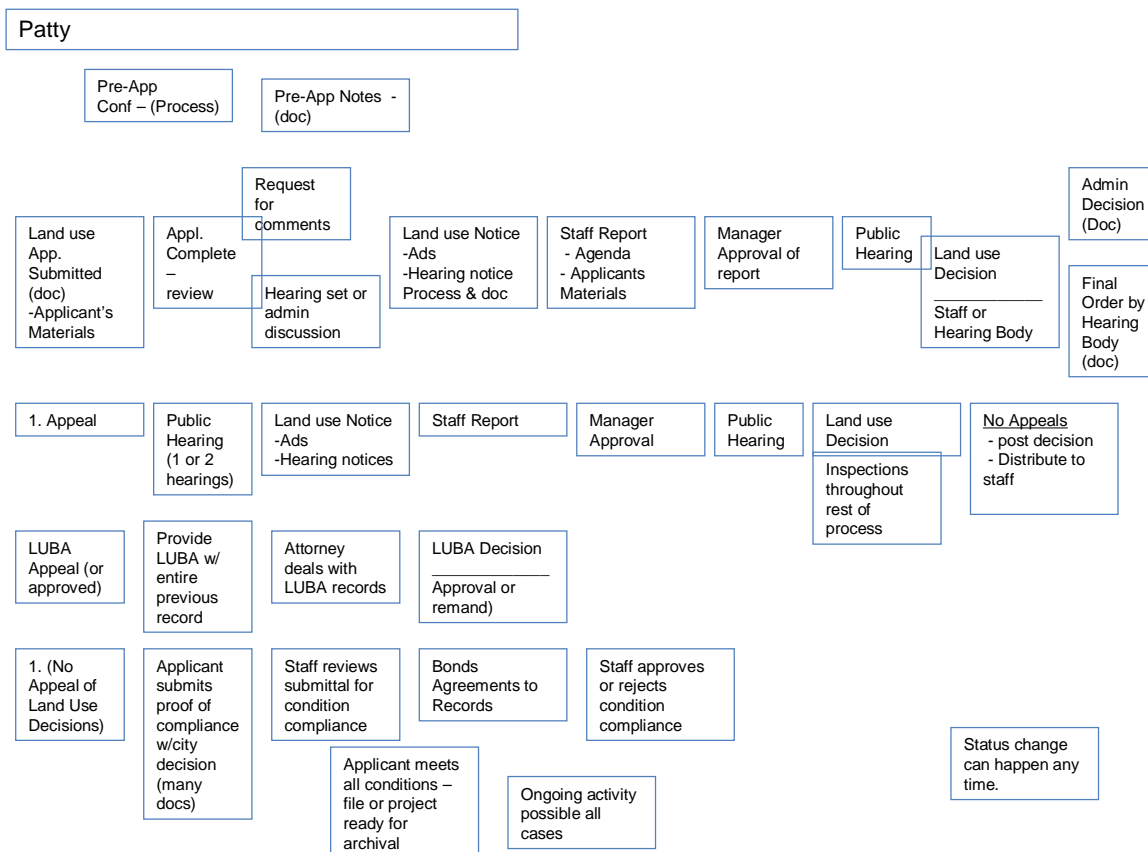 Patty
Pre-App
Conf – (Process)
Pre-App Notes -
(doc)
Land use
App.
Submitted
(doc)
-Applicant's
Materials
Appl.
Complete
–
review
Request
for
comments
Hearing set or
admin
discussion
Land use Notice
-Ads
-Hearing notice
Process & doc
Staff Report
- Agenda
- Applicants
Materials
Manager
Approval of
report
Public
Hearing
Land use
Decision
_____________
Staff or
Hearing Body
Admin
Decision
(Doc)
Final
Order by
Hearing
Body
(doc)
1. Appeal
Public
Hearing
(1 or 2
hearings)
Land use Notice
-Ads
-Hearing notices
Staff Report
Manager
Approval
Public
Hearing
Land use
Decision
Inspections
throughout
rest of
process
No Appeals
- post decision
- Distribute to
staff
LUBA
Appeal (or
approved)
Provide
LUBA w/
entire
previous
record
Attorney
deals with
LUBA records
LUBA Decision
______________
Approval or
remand)
1. (No
Appeal of
Land Use
Decisions)
Applicant
submits
proof of
compliance
w/city
decision
(many
docs)
Staff reviews
submittal for
condition
compliance
Bonds
Agreements to
Records
Staff approves
or rejects
condition
compliance
Applicant meets
all conditions –
file or project
ready for
archival
Ongoing activity
possible all
cases
Status change
can happen any
time.